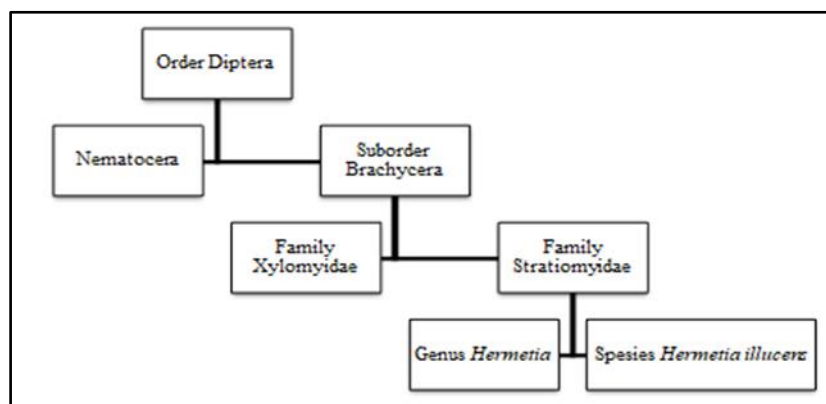 Order Diptera
Nematocera
Suborder
Brachycera
Family
Xylomyidae
Family
Stratiomyidae
Genus Hermetia
Spesies Hermetia illucens